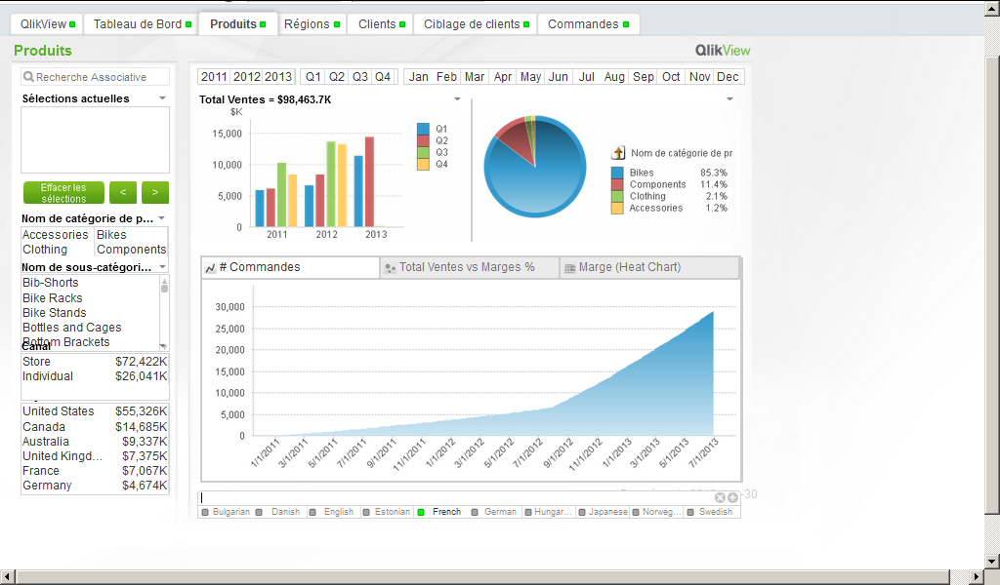 QlikView Tableau de Bord Produits Régions Clients Ciblage de clients Commandes
Produits
QlikView
Recherche Associative
2011 2012 2013 Q1 Q2 Q3 Q4 Jan Feb Mar Apr May Jun Jul Aug Sep Oct Nov Dec
Sélections actuelles
Effacer les
sélections
< >
Nom de catégorie de p...
Accessories Bikes
Clothing Components
Nom de sous-catégori...
Bib-Shorts
Bike Racks
Bike Stands
Bottles and Cages
Bottom Brackets
Canal
Store $72,422K
Individual $26,041K
United States $55,326K
Canada $14,685K
Australia $9,337K
United Kingd... $7,375K
France $7,067K
Germany $4,674K
Total Ventes = $98,463.7K
$K
15,000
10,000
5,000
0
2011 2012 2013
Q1
Q2
Q3
Q4
Nom de catégorie de pr
Bikes 85.3%
Components 11.4%
Clothing 2.1%
Accessories 1.2%
# Commandes Total Ventes vs Marges % Marge (Heat Chart)
30,000
25,000
20,000
15,000
10,000
5,000
0
1/1/2011 3/1/2011 5/1/2011 7/1/2011 9/1/2011 11/1/2011 1/1/2012 3/1/2012 5/1/2012 7/1/2012 9/1/2012 11/1/2012 1/1/2013 3/1/2013 5/1/2013 7/1/2013
-30
Bulgarian Danish English Estonian French German Hungar... Japanese Norweg... Swedish